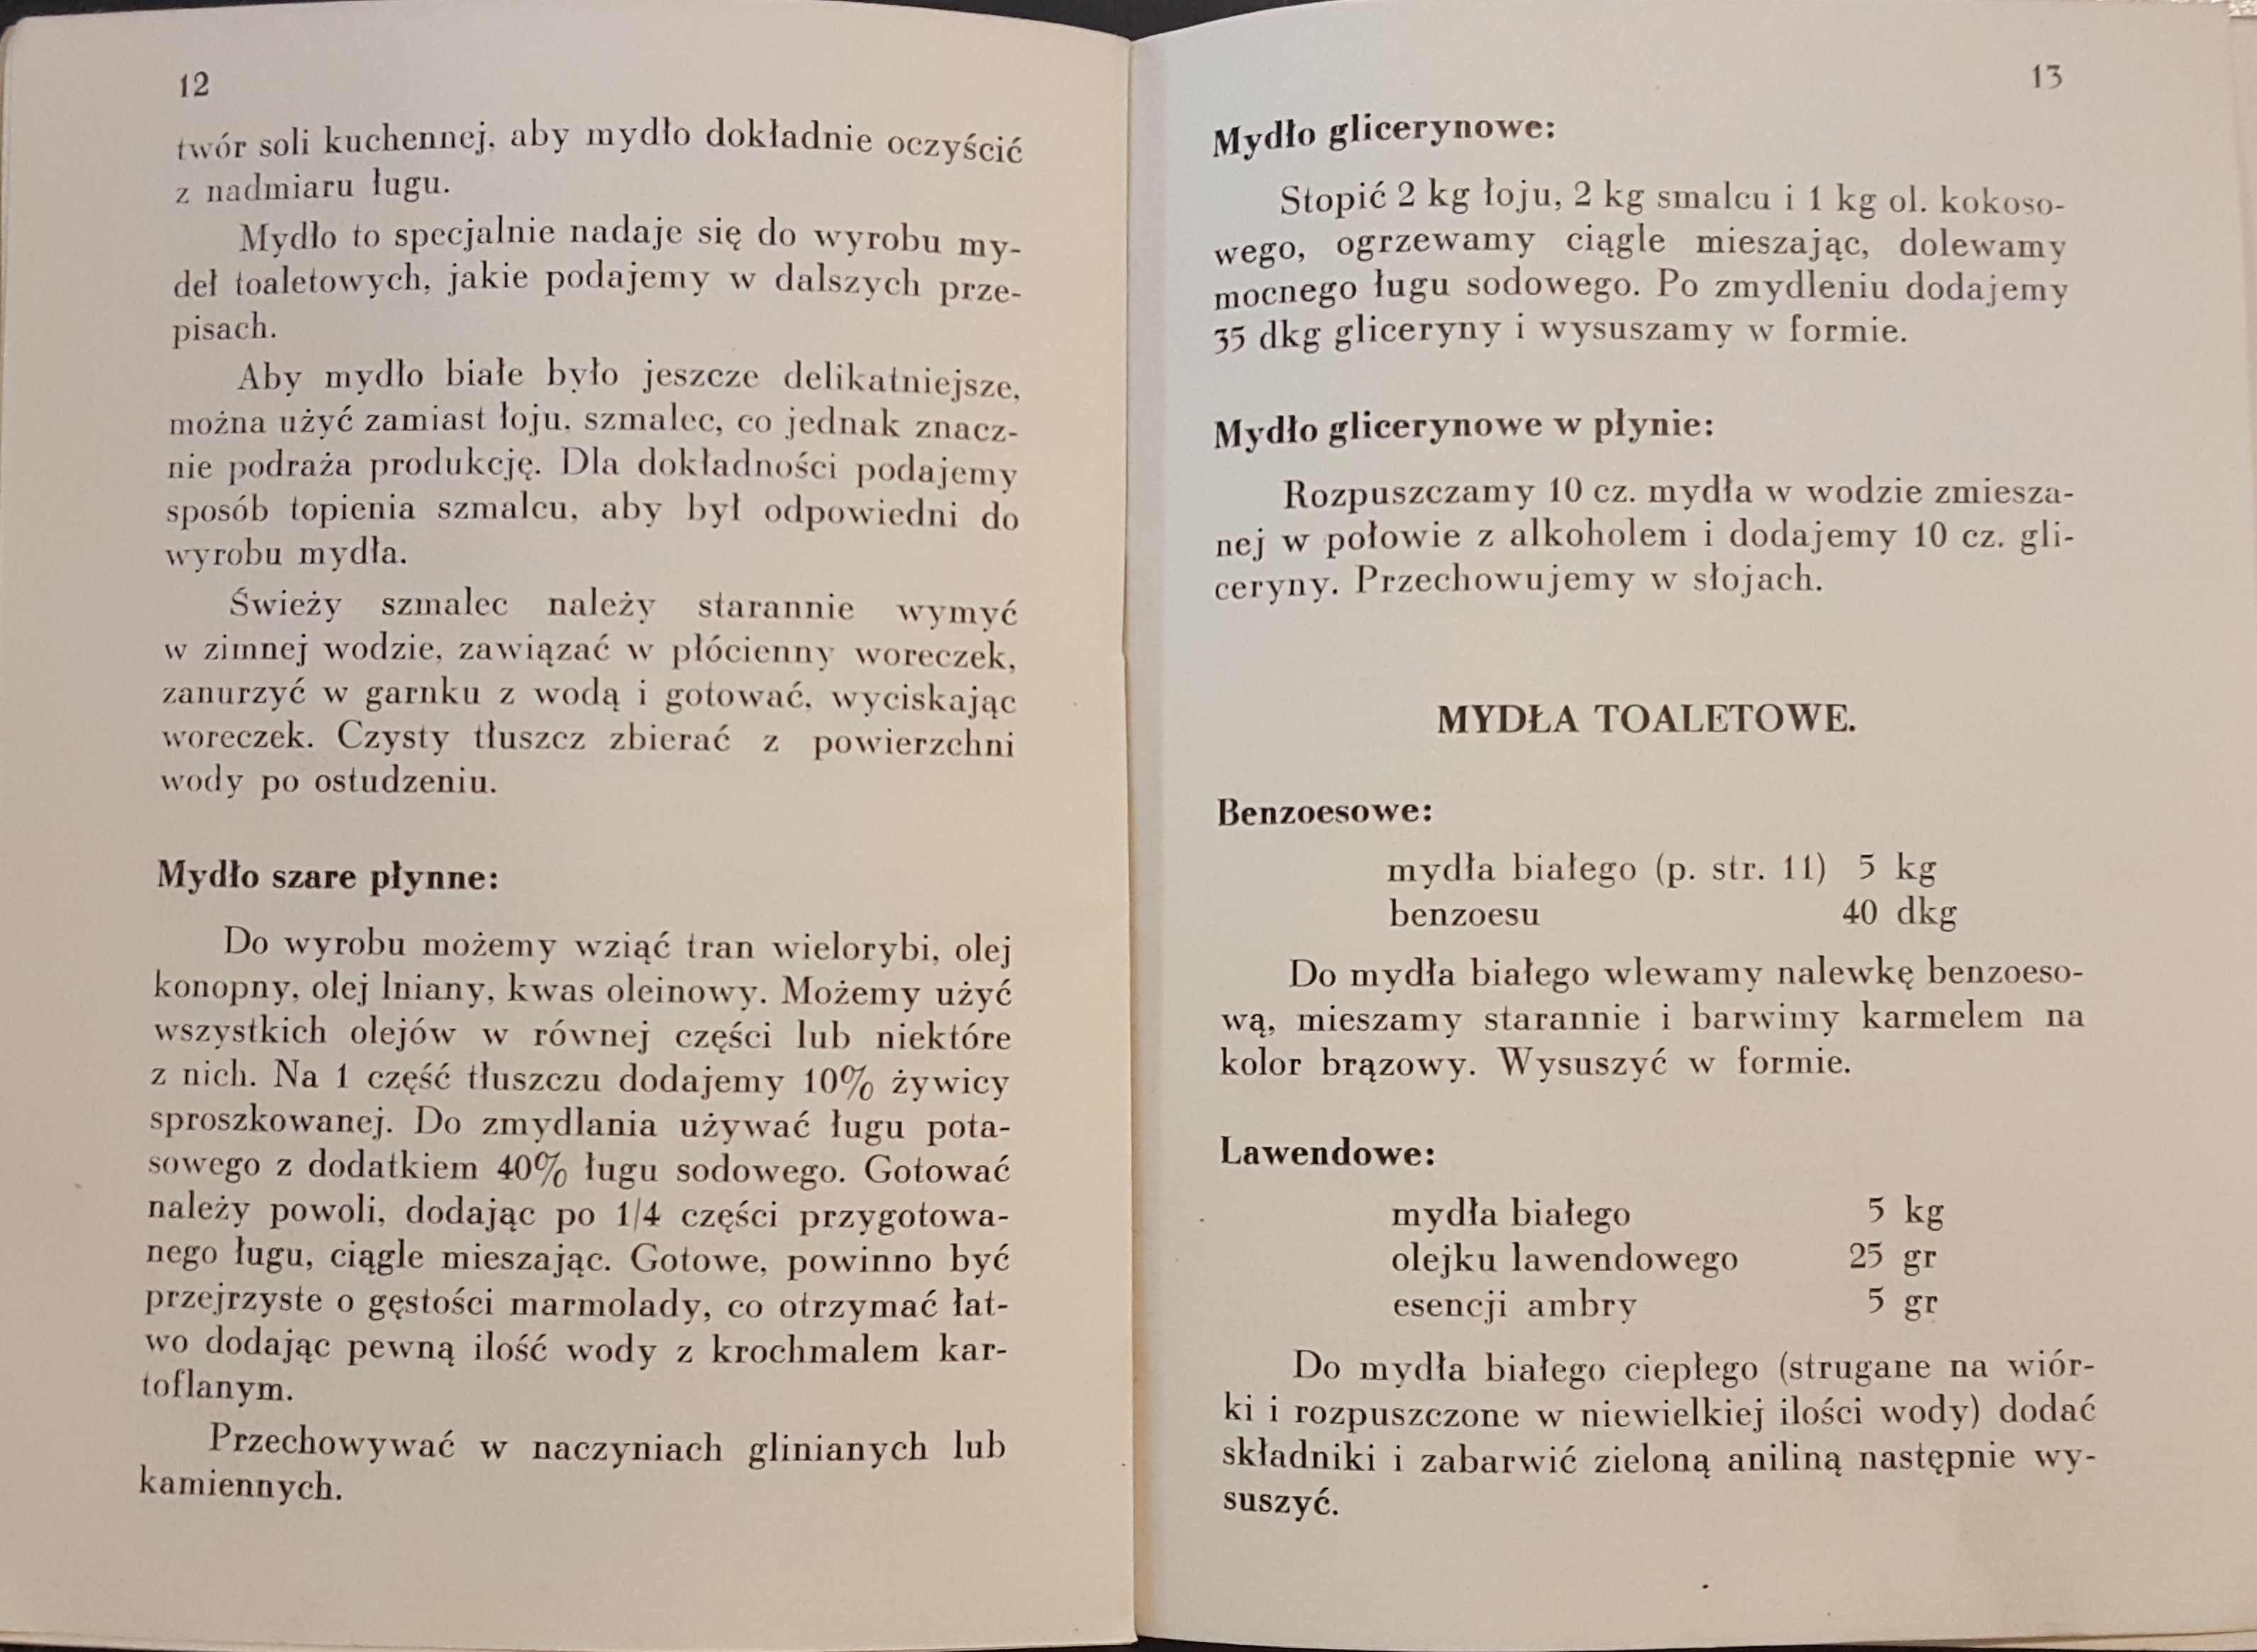 12
twór soli kuchennej, aby mydło dokładnie oczyścić
z nadmiaru ługu.
Mydło to specjalnie nadaje się do wyrobu my-
deł toaletowych, jakie podajemy w dalszych prze-
pisach.
Aby mydło białe było jeszcze delikatniejsze,
można użyć zamiast łoju, szmalec, co jednak znacz-
nie podraża produkcję. Dla dokładności podajemy
sposób topienia szmalcu, aby był odpowiedni do
wyrobu mydła.
Świeży szmalec należy starannie wymyć
w zimnej wodzie, zawiązać w płócienny woreczek,
zanurzyć w garnku z wodą i gotować, wyciskając
woreczek. Czysty tłuszcz zbierać z powierzchni
wody po ostudzeniu.
Mydło szare płynne:
Do wyrobu możemy wziąć tran wielorybi, olej
konopny, olej lniany, kwas oleinowy. Możemy użyć
wszystkich olejów w równej części lub niektóre
z nich. Na 1 część tłuszczu dodajemy 10% żywicy
sproszkowanej. Do zmydlania używać ługu pota-
sowego z dodatkiem 40% ługu sodowego. Gotować
należy powoli, dodając po 1/4 części przygotowa-
nego ługu, ciągle mieszając. Gotowe, powinno być
przejrzyste o gęstości marmolady, co otrzymać łat-
wo dodając pewną ilość wody z krochmalem kar-
toflanym.
Przechowywać w naczyniach glinianych lub
kamiennych.
13
Mydło glicerynowe:
Stopić 2 kg łoju, 2 kg smalcu i 1 kg ol. kokoso-
wego, ogrzewamy ciągle mieszając, dolewamy
mocnego ługu sodowego. Po zmydleniu dodajemy
35 dkg gliceryny i wysuszamy w formie.
Mydło glicerynowe w płynie:
Rozpuszczamy 10 cz. mydła w wodzie zmiesza-
nej w połowie z alkoholem i dodajemy 10 cz. gli-
ceryny. Przechowujemy w słojach.
MYDŁA TOALETOWE.
Benzoesowe:
mydła białego (p. str. 11) 5 kg
benzoesu 40 dkg
Do mydła białego wlewamy nalewkę benzoeso-
wą, mieszamy starannie i barwimy karmelem na
kolor brązowy. Wysuszyć w formie.
Lawendowe:
mydła białego 5 kg
olejku lawendowego 25 gr
esencji ambry 5 gr
Do mydła białego ciepłego (strugane na wiór-
ki i rozpuszczone w niewielkiej ilości wody) dodać
składniki i zabarwić zieloną aniliną następnie wy-
suszyć.